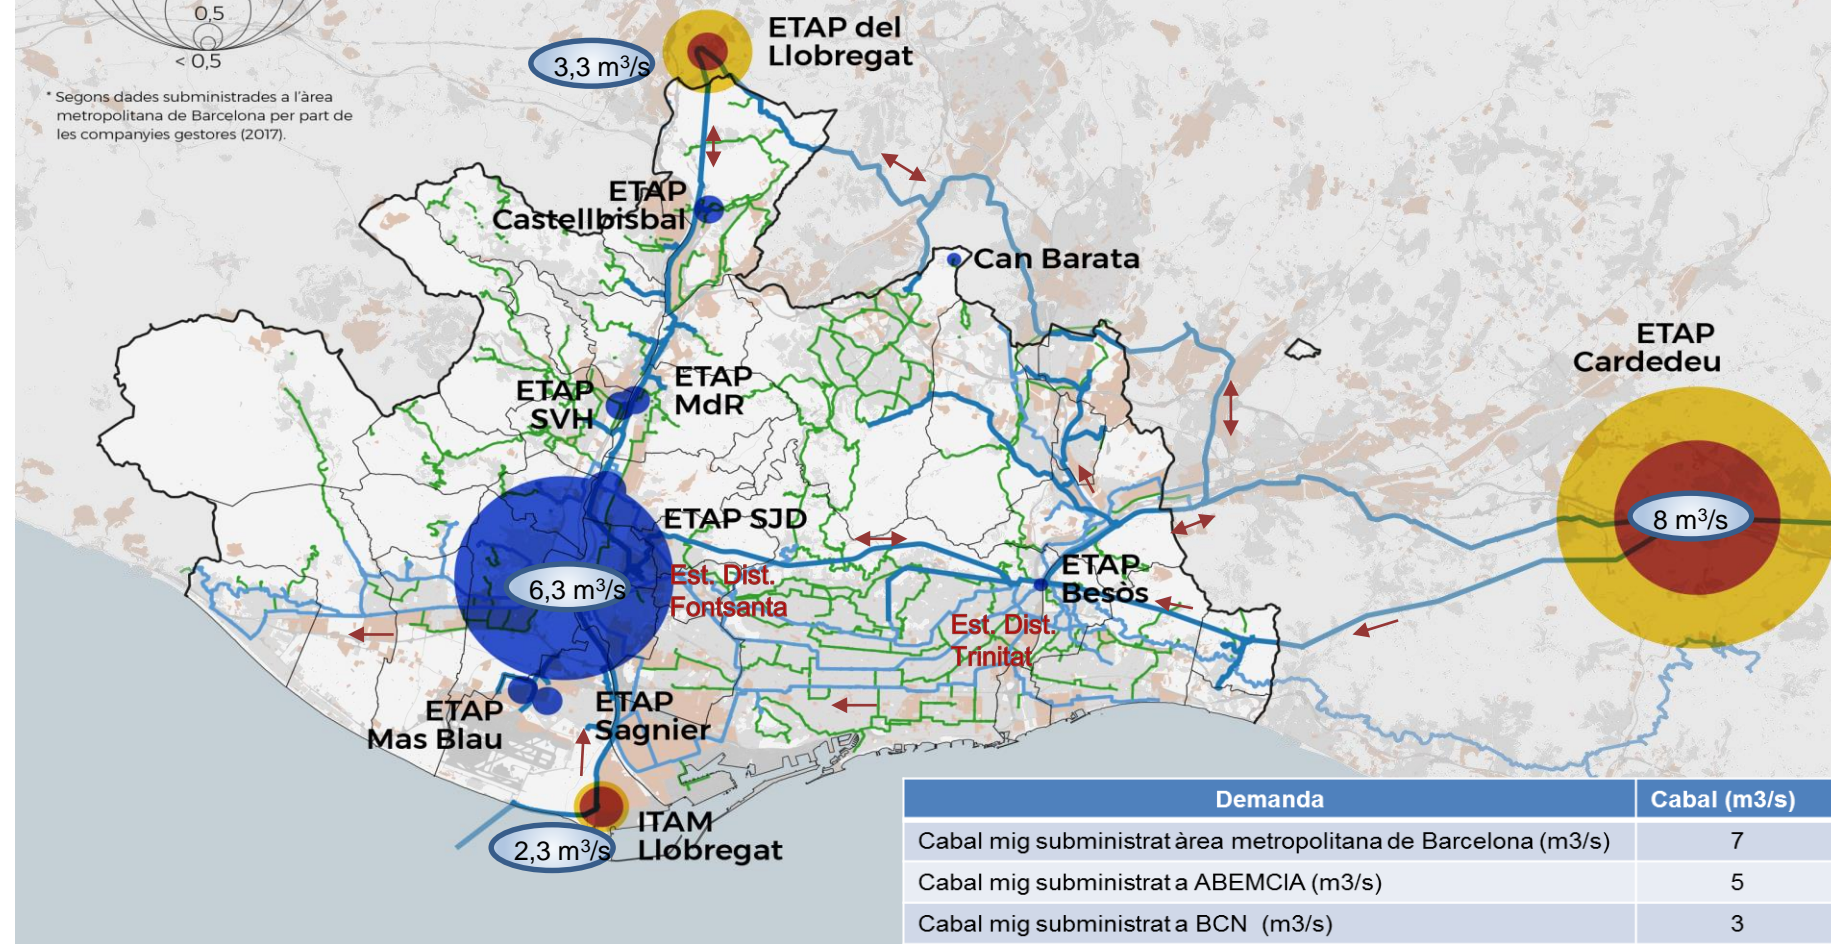 0,5
< 0,5
* Segons dades subministrades a l'àrea
metropolitana de Barcelona per part de
les companyies gestores (2017).
ETAP del
Llobregat
3,3 m³/s
ETAP
Castellbisbal
Can Barata
ETAP
Cardedeu
8 m³/s
ETAP
SVH
ETAP
MdR
ETAP SJD
6,3 m³/s
Est. Dist.
Fontsanta
ETAP
Besòs
Est. Dist.
Trinitat
ETAP
Mas Blau
ETAP
Sagnier
ITAM
Llobregat
2,3 m³/s
Demanda Cabal (m3/s)
Cabal mig subministrat àrea metropolitana de Barcelona (m3/s) 7
Cabal mig subministrat a ABEMCIA (m3/s) 5
Cabal mig subministrat a BCN (m3/s) 3